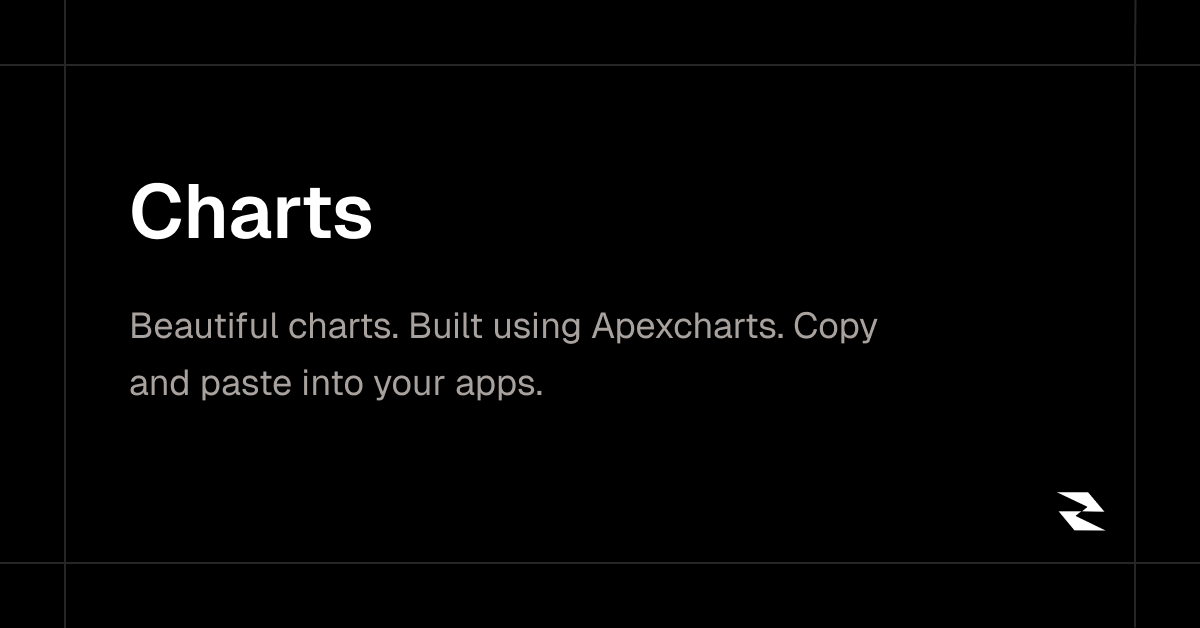 Charts
Beautiful charts. Built using Apexcharts. Copy
and paste into your apps.